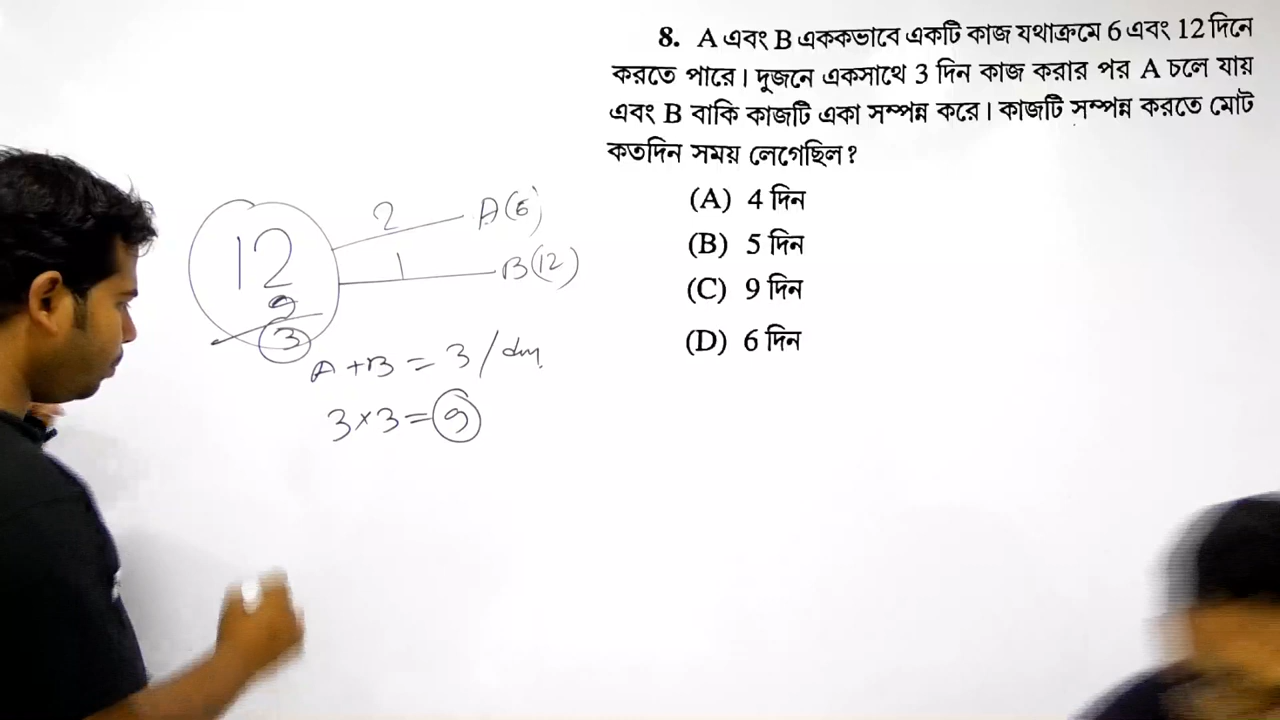 8. A এবং B এককভাবে একটি কাজ যথাক্রমে 6 এবং 12 দিনে
করতে পারে। দুজনে একসাথে 3 দিন কাজ করার পর A চলে যায়
এবং B বাকি কাজটি একা সম্পন্ন করে। কাজটি সম্পন্ন করতে মোট
কতদিন সময় লেগেছিল?
(A) 4 দিন
(B) 5 দিন
(C) 9 দিন
(D) 6 দিন
2 A(6)
12 1 B(12)
9
3
A+B = 3/
3×3=9